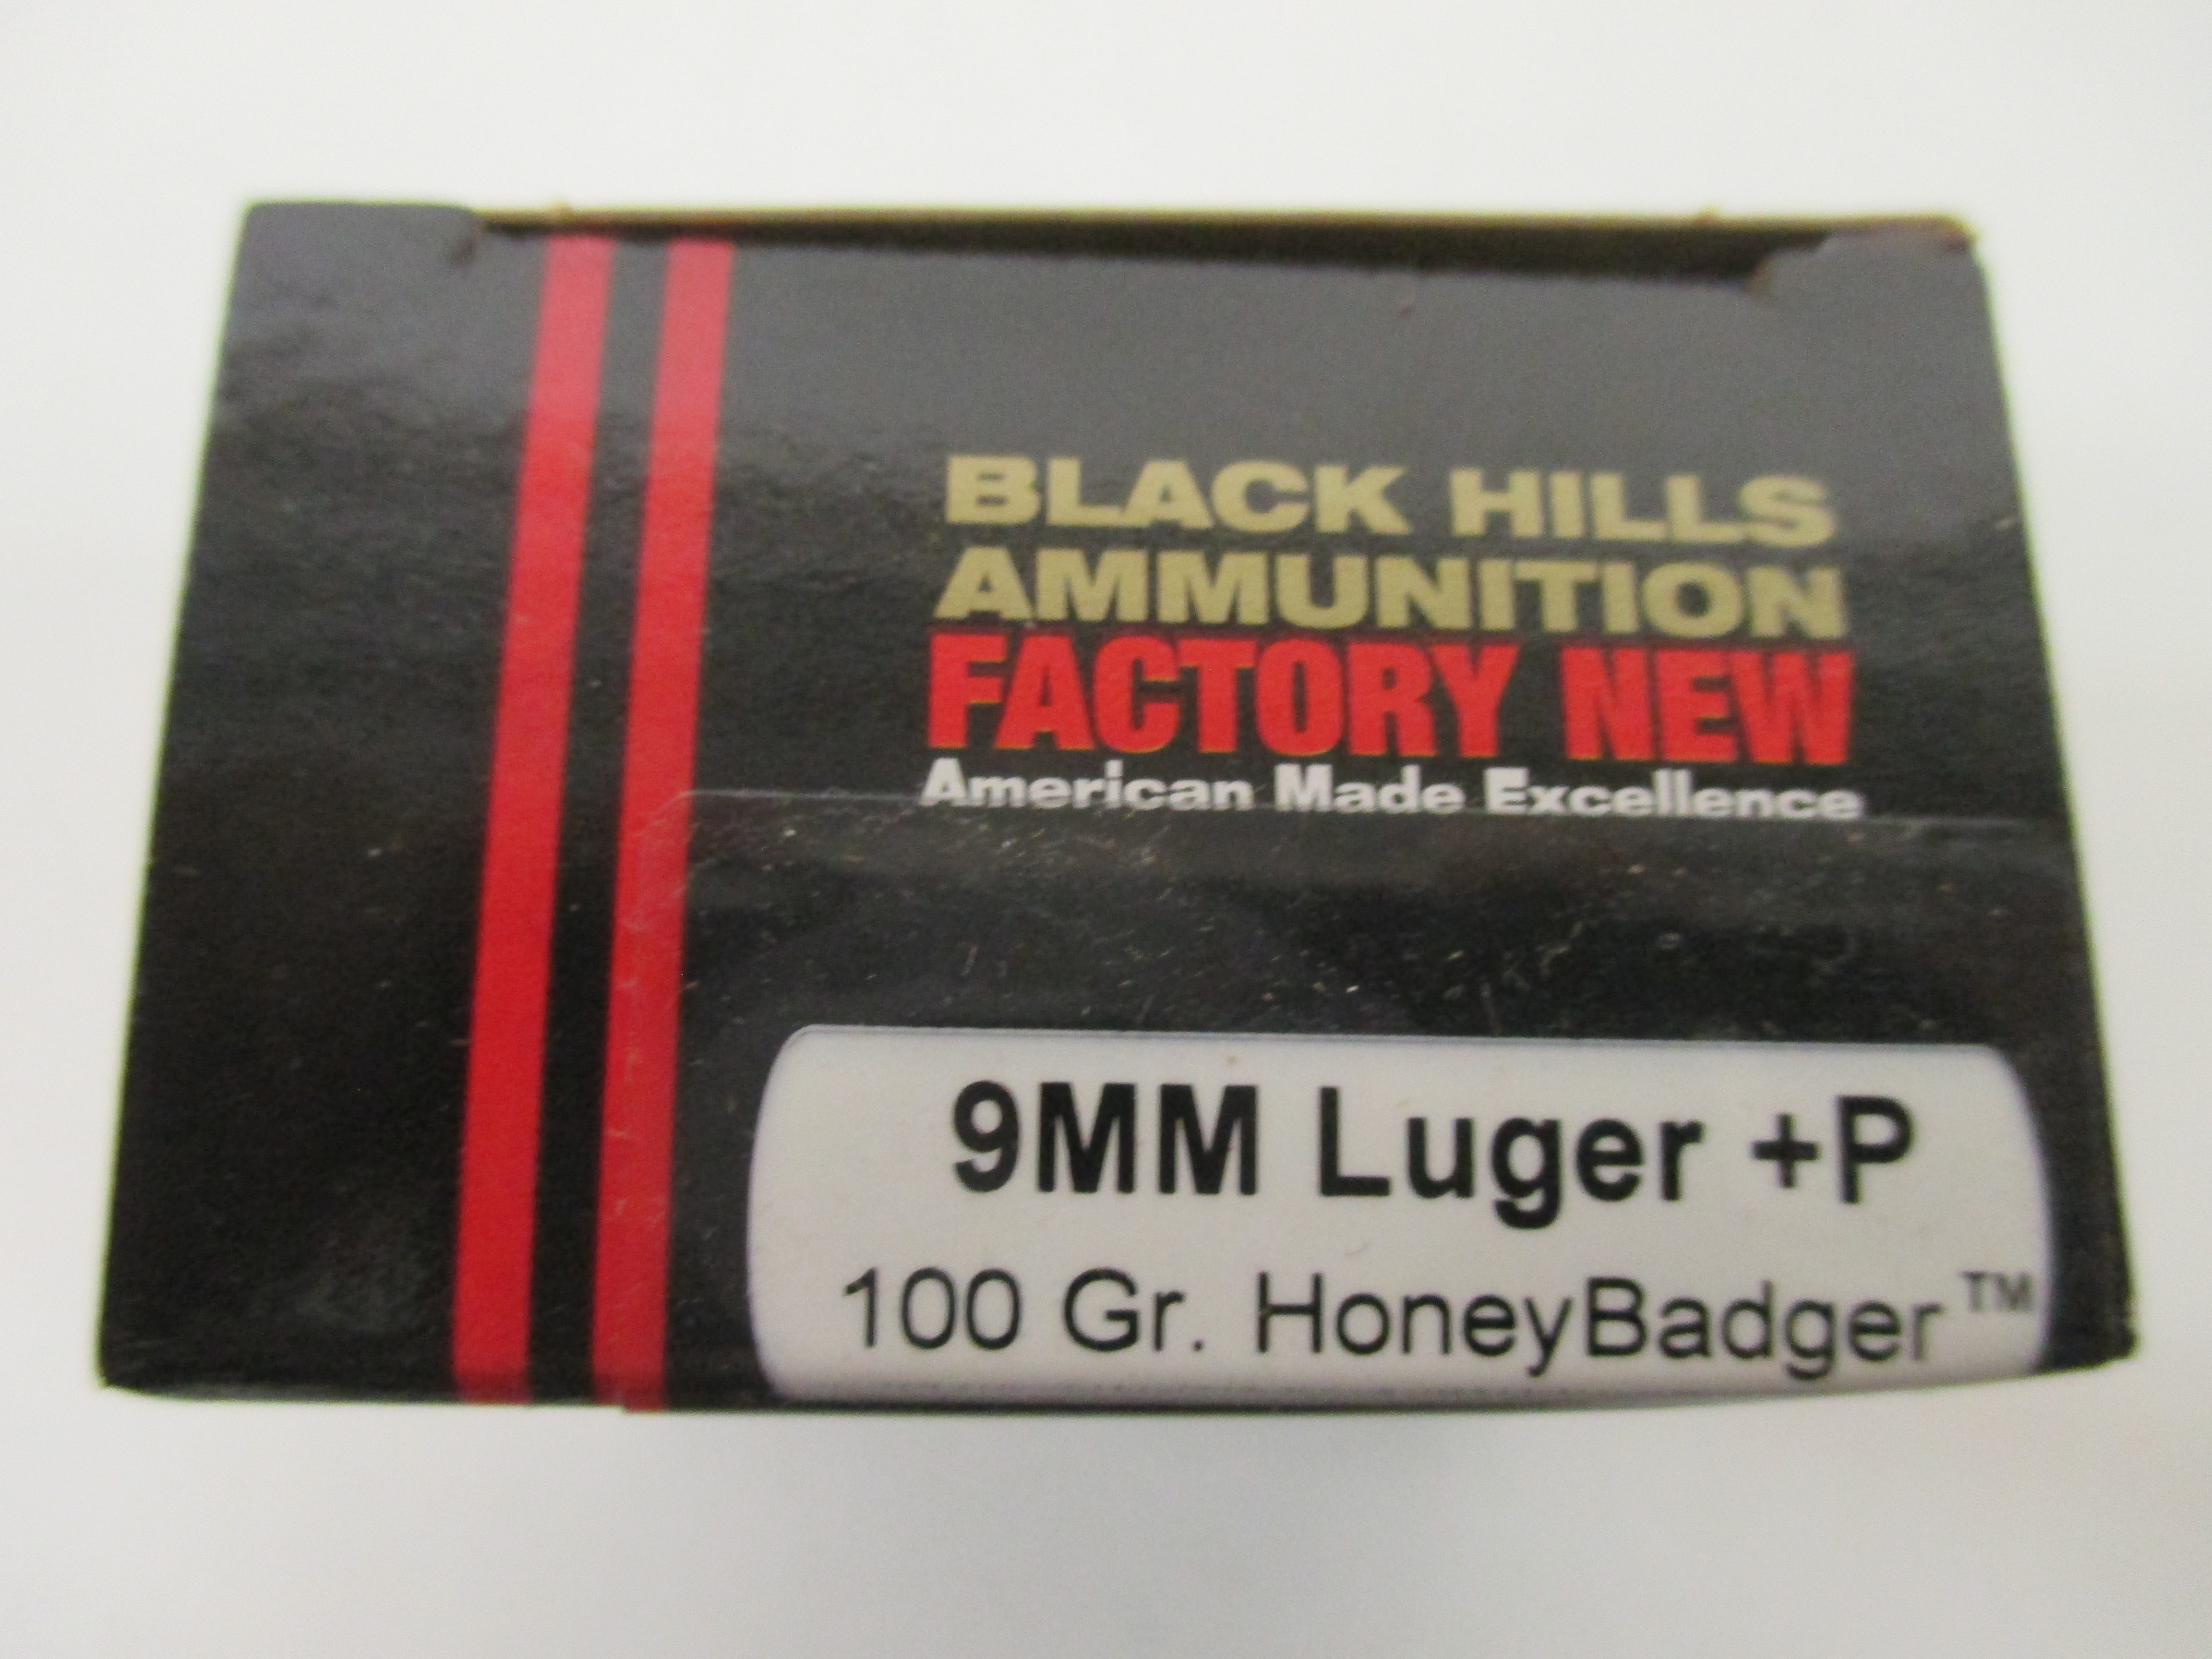 BLACK HILLS
AMMUNITION
FACTORY NEW
American Made Excellence
9MM Luger +P
100 Gr. HoneyBadger™